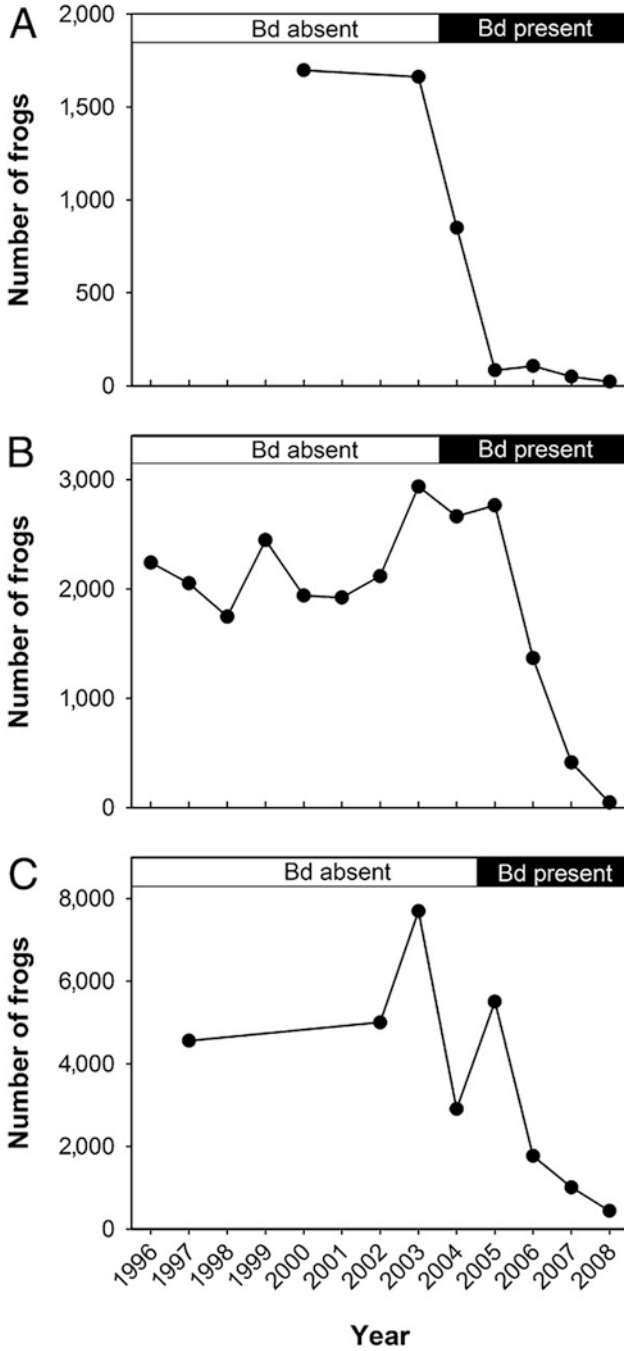 A
Bd absent Bd present
2,000
1,500
1,000
500
0
Number of frogs
B
Bd absent Bd present
3,000
2,000
1,000
0
Number of frogs
C
Bd absent Bd present
8,000
6,000
4,000
2,000
0
Number of frogs
1996 1997 1998 1999 2000 2001 2002 2003 2004 2005 2006 2007 2008
Year